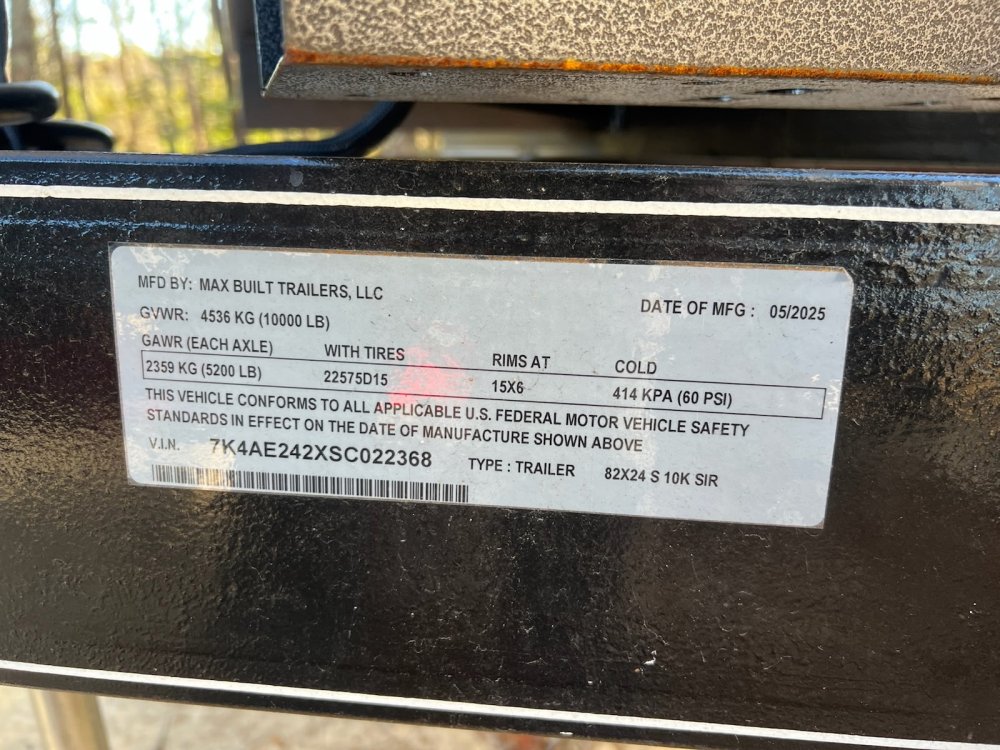 MFD BY: MAX BUILT TRAILERS, LLC
DATE OF MFG : 05/2025
GVWR: 4536 KG (10000 LB)
GAWR (EACH AXLE) WITH TIRES RIMS AT COLD
2359 KG (5200 LB) 22575D15 15X6 414 KPA (60 PSI)
THIS VEHICLE CONFORMS TO ALL APPLICABLE U.S. FEDERAL MOTOR VEHICLE SAFETY
STANDARDS IN EFFECT ON THE DATE OF MANUFACTURE SHOWN ABOVE
V.I.N. 7K4AE242XSC022368 TYPE : TRAILER 82X24 S 10K SIR